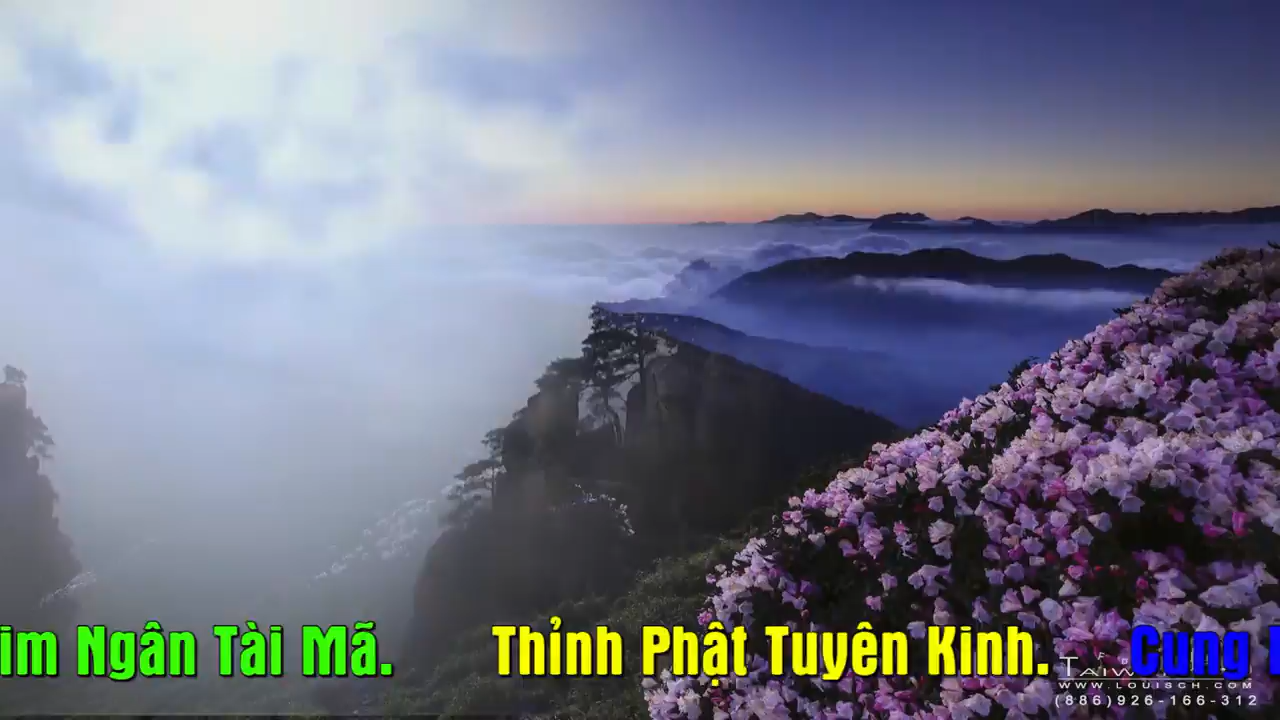 im Ngân Tài Mã. Thỉnh Phật Tuyên Kinh. Cung
WWW.LOUISCH.COM
(886)926-166-312